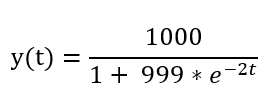 y(t) = 1000 / (1 + 999 * e^{-2t})